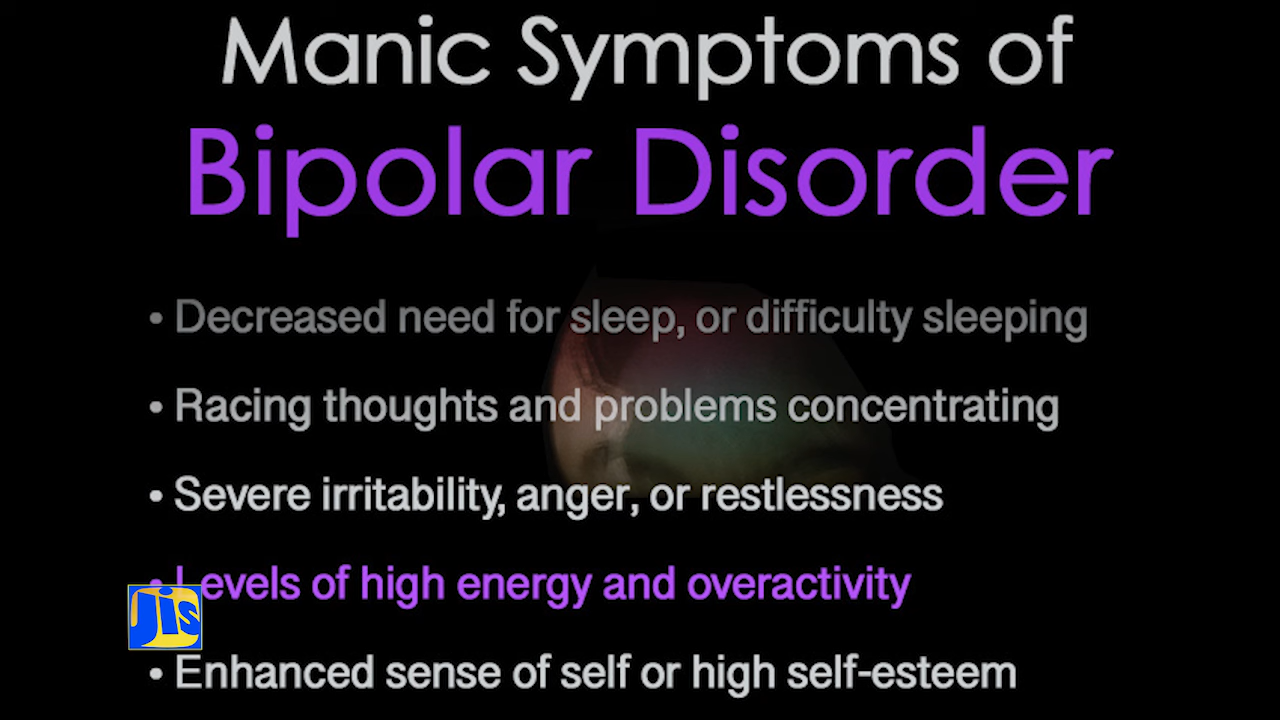 Manic Symptoms of
Bipolar Disorder
• Decreased need for sleep, or difficulty sleeping
• Racing thoughts and problems concentrating
• Severe irritability, anger, or restlessness
• Levels of high energy and overactivity
jis
• Enhanced sense of self or high self-esteem